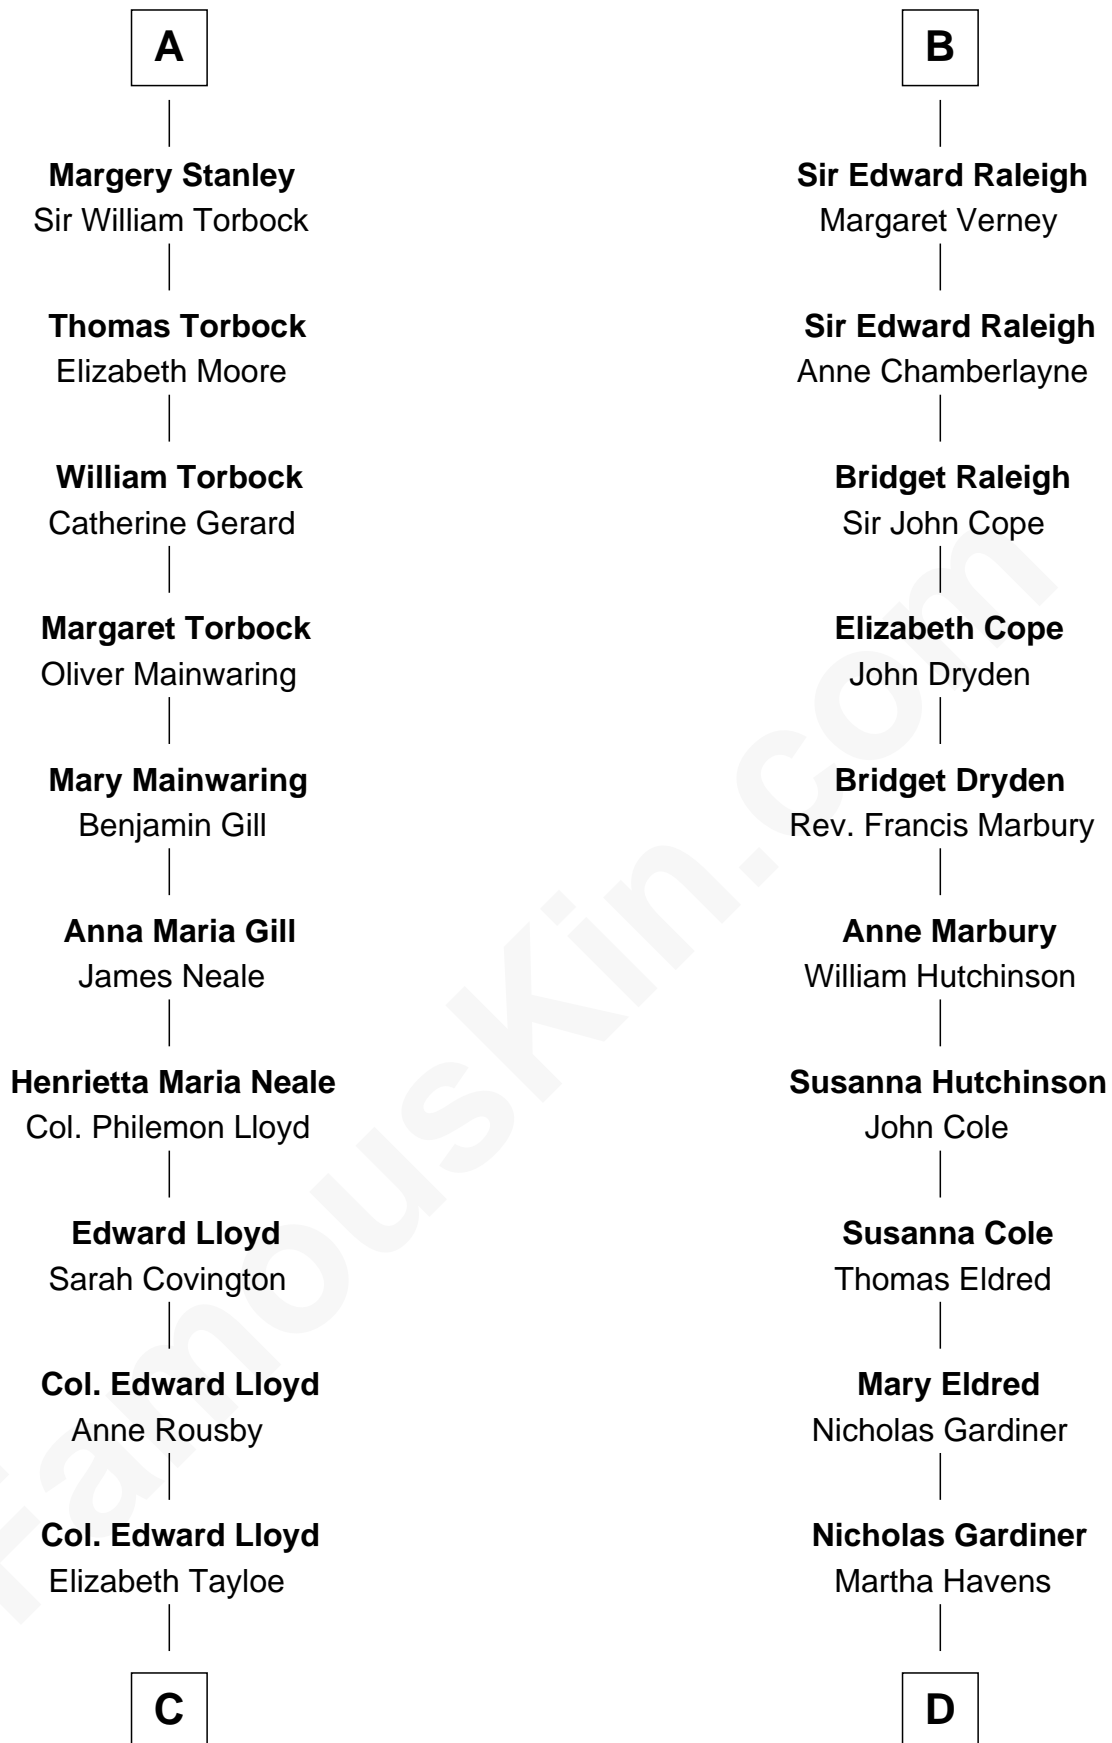 A
Margery Stanley
Sir William Torbock
Thomas Torbock
Elizabeth Moore
William Torbock
Catherine Gerard
Margaret Torbock
Oliver Mainwaring
Mary Mainwaring
Benjamin Gill
Anna Maria Gill
James Neale
Henrietta Maria Neale
Col. Philemon Lloyd
Edward Lloyd
Sarah Covington
Col. Edward Lloyd
Anne Rousby
Col. Edward Lloyd
Elizabeth Tayloe
C
B
Sir Edward Raleigh
Margaret Verney
Sir Edward Raleigh
Anne Chamberlayne
Bridget Raleigh
Sir John Cope
Elizabeth Cope
John Dryden
Bridget Dryden
Rev. Francis Marbury
Anne Marbury
William Hutchinson
Susanna Hutchinson
John Cole
Susanna Cole
Thomas Eldred
Mary Eldred
Nicholas Gardiner
Nicholas Gardiner
Martha Havens
D
FamousKin.com